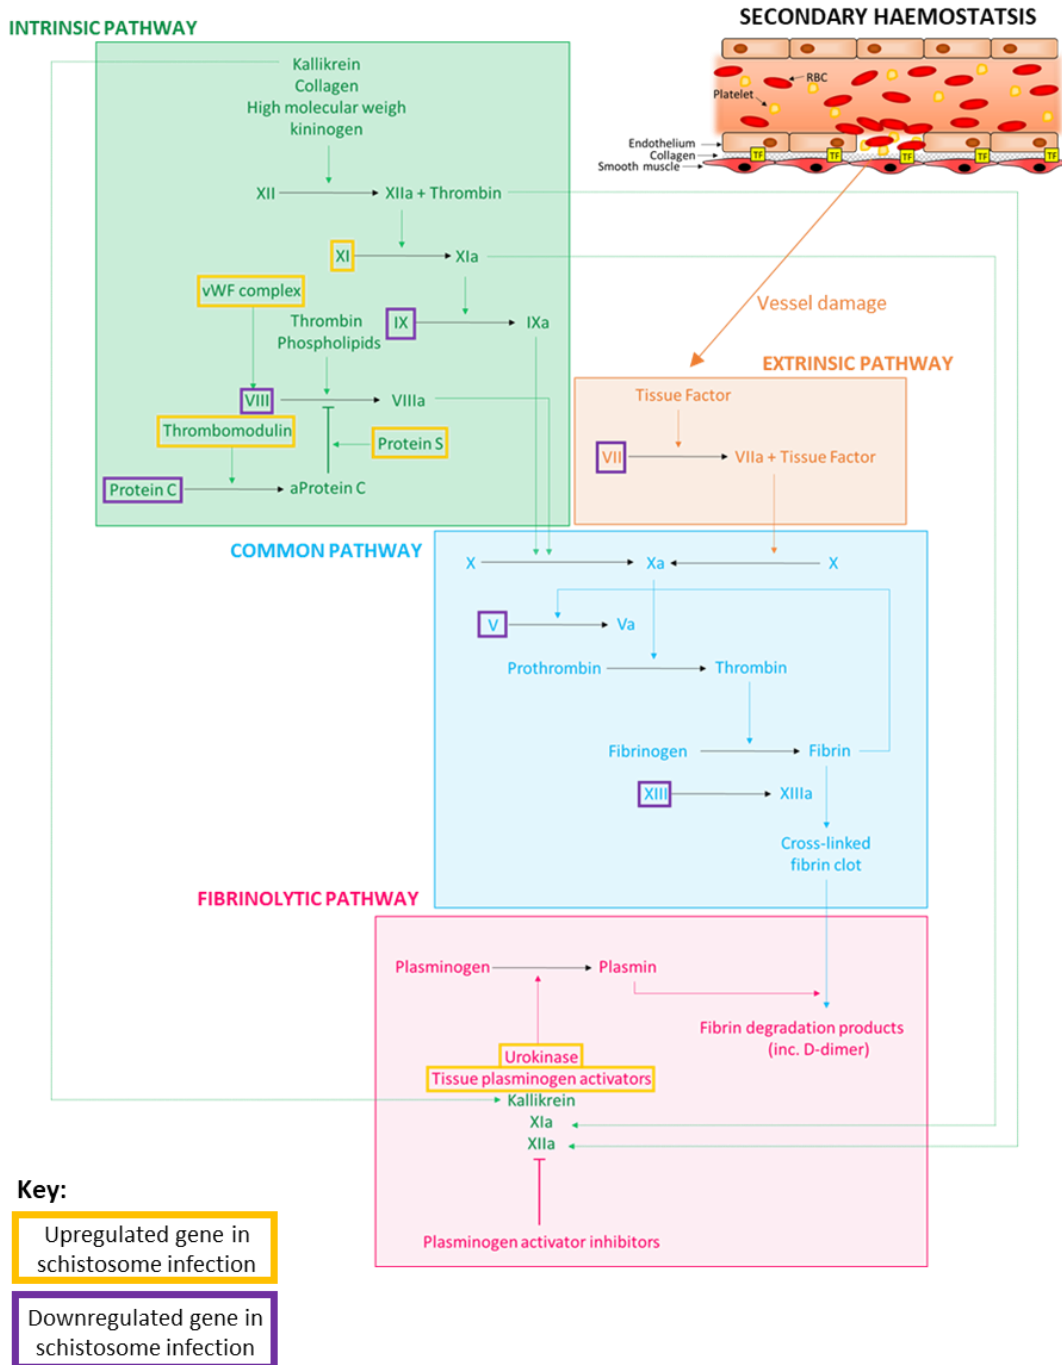 SECONDARY HAEMOSTATSIS
RBC
Platelet
Endothelium
Collagen
Smooth muscle
TF
TF
TF
TF
TF
Vessel damage
INTRINSIC PATHWAY
Kallikrein
Collagen
High molecular weigh
kininogen
XII
XIIa + Thrombin
XI
XIa
vWF complex
Thrombin
Phospholipids
IX
IXa
VIII
VIIIa
Thrombomodulin
Protein S
Protein C
aProtein C
EXTRINSIC PATHWAY
Tissue Factor
VII
VIIa + Tissue Factor
COMMON PATHWAY
X
Xa
X
V
Va
Prothrombin
Thrombin
Fibrinogen
Fibrin
XIII
XIIIa
Cross-linked
fibrin clot
FIBRINOLYTIC PATHWAY
Plasminogen
Plasmin
Fibrin degradation products
(inc. D-dimer)
Urokinase
Tissue plasminogen activators
Kallikrein
XIa
XIIa
Plasminogen activator inhibitors
Key:
Upregulated gene in
schistosome infection
Downregulated gene in
schistosome infection